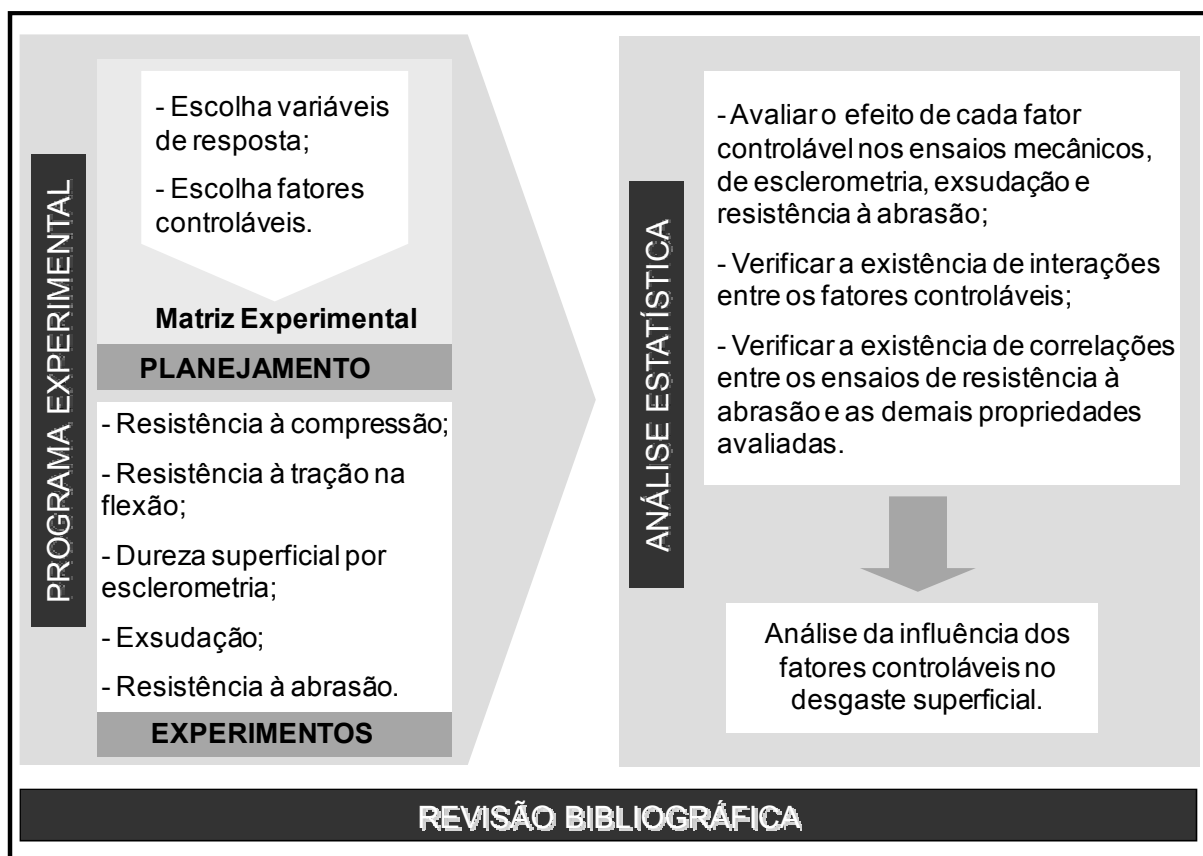 PROGRAMA EXPERIMENTAL
- Escolha variáveis
de resposta;
- Escolha fatores
controláveis.
Matriz Experimental
PLANEJAMENTO
- Resistência à compressão;
- Resistência à tração na
flexão;
- Dureza superficial por
esclerometria;
- Exsudação;
- Resistência à abrasão.
EXPERIMENTOS
ANÁLISE ESTATÍSTICA
- Avaliar o efeito de cada fator
controlável nos ensaios mecânicos,
de esclerometria, exsudação e
resistência à abrasão;
- Verificar a existência de interações
entre os fatores controláveis;
- Verificar a existência de correlações
entre os ensaios de resistência à
abrasão e as demais propriedades
avaliadas.
Análise da influência dos
fatores controláveis no
desgaste superficial.
REVISÃO BIBLIOGRÁFICA